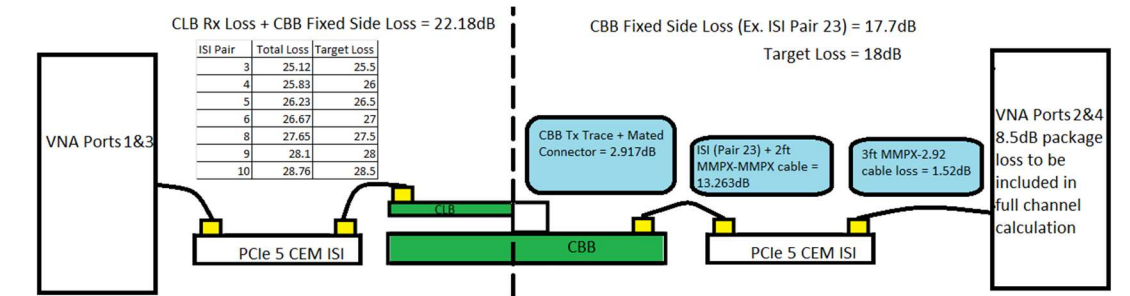 CLB Rx Loss + CBB Fixed Side Loss = 22.18dB
ISI Pair Total Loss Target Loss
3 25.12 25.5
4 25.83 26
5 26.23 26.5
6 26.67 27
8 27.65 27.5
9 28.1 28
10 28.76 28.5
CBB Fixed Side Loss (Ex. ISI Pair 23) = 17.7dB
Target Loss = 18dB
VNA Ports 1&3
CBB Tx Trace + Mated
Connector = 2.917dB
ISI (Pair 23) + 2ft
MMPX-MMPX cable =
13.263dB
3ft MMPX-2.92
cable loss = 1.52dB
VNA Ports 2&4
8.5dB package
loss to be
included in
full channel
calculation
CLB
PCIe 5 CEM ISI
CBB
PCIe 5 CEM ISI